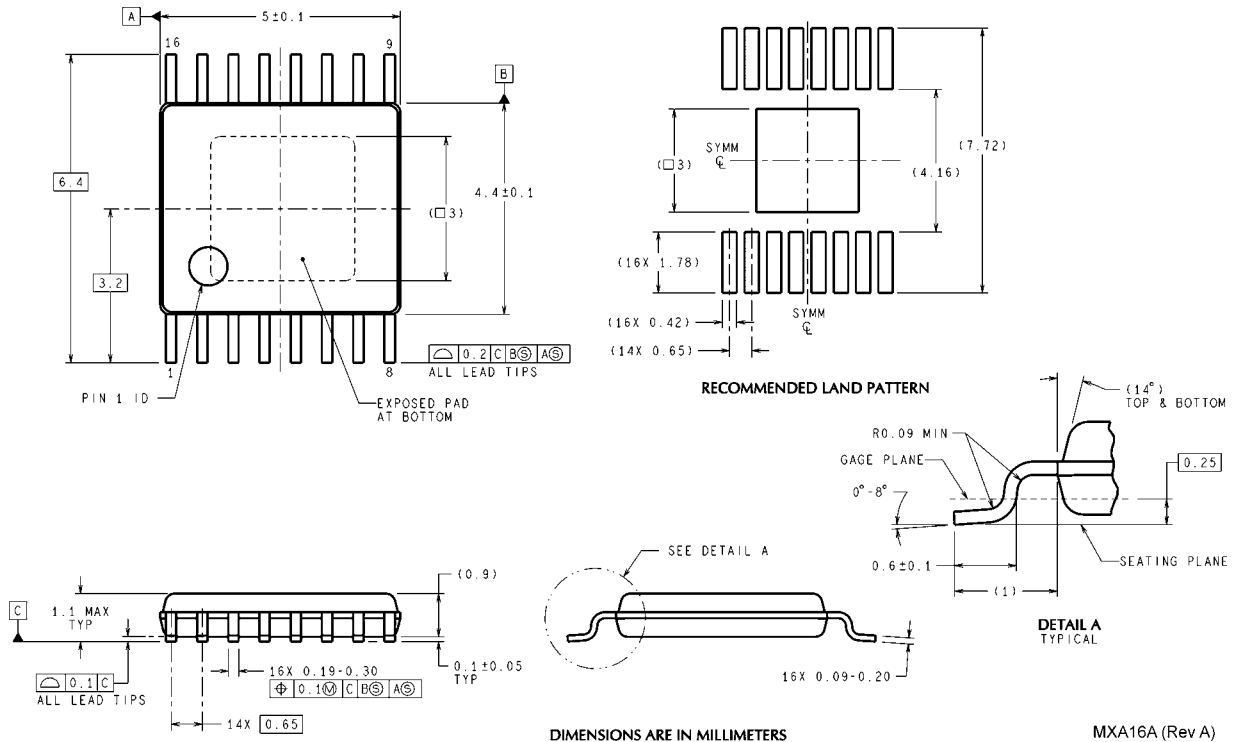 A
5±0.1
16
9
B
6.4
3.2
(□3)
4.4±0.1
1
8
⌓ 0.2 C BⓈ AⓈ
ALL LEAD TIPS
PIN 1 ID
EXPOSED PAD
AT BOTTOM
(□3)
SYMM
℄
(7.72)
(4.16)
(16X 1.78)
SYMM
℄
(16X 0.42)
(14X 0.65)
RECOMMENDED LAND PATTERN
(14°)
TOP & BOTTOM
R0.09 MIN
GAGE PLANE
0.25
0°-8°
SEATING PLANE
0.6±0.1
(1)
DETAIL A
TYPICAL
SEE DETAIL A
(0.9)
C
1.1 MAX
TYP
0.1±0.05
TYP
16X 0.19-0.30
⌖ 0.1Ⓜ C BⓈ AⓈ
⌓ 0.1 C
ALL LEAD TIPS
14X 0.65
16X 0.09-0.20
DIMENSIONS ARE IN MILLIMETERS
MXA16A (Rev A)